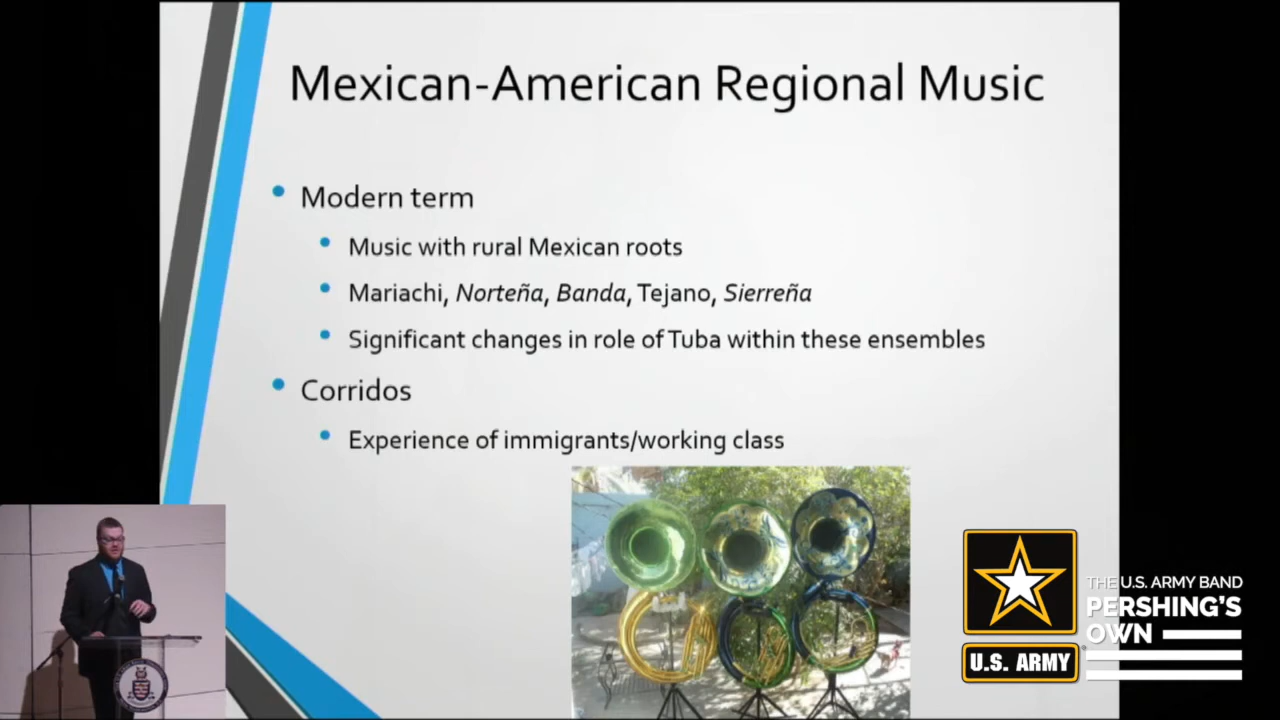 Mexican-American Regional Music
Modern term
Music with rural Mexican roots
Mariachi, Norteña, Banda, Tejano, Sierreña
Significant changes in role of Tuba within these ensembles
Corridos
Experience of immigrants/working class
THE U.S. ARMY BAND
PERSHING'S
OWN
U.S. ARMY